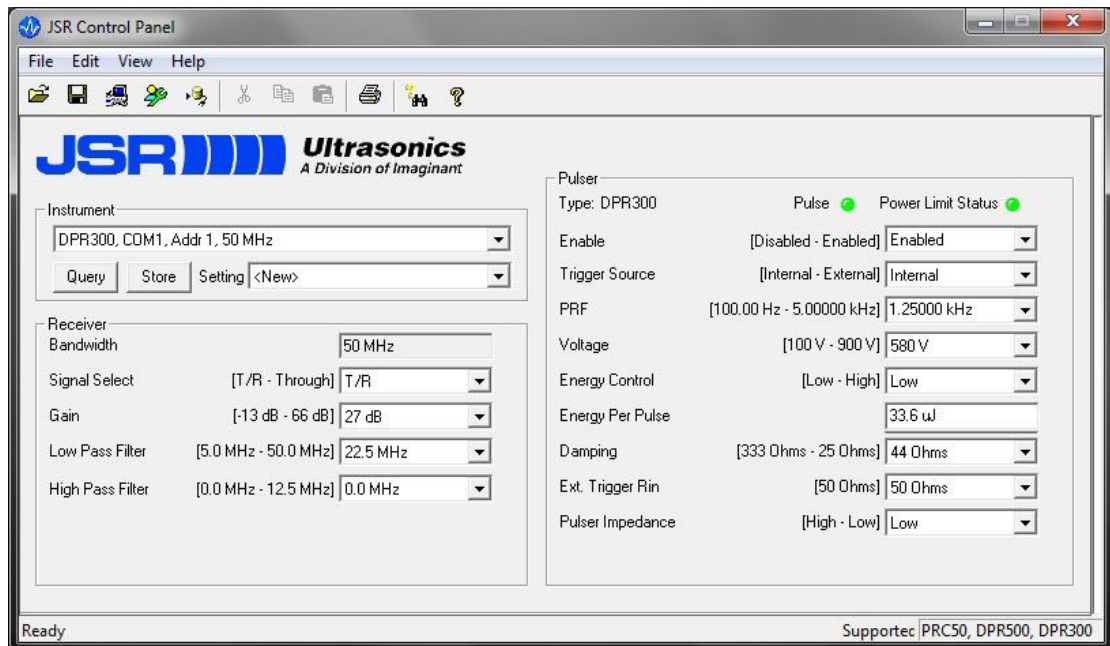 JSR Control Panel
File Edit View Help
JSR Ultrasonics
A Division of Imaginant
Instrument
DPR300, COM1, Addr 1, 50 MHz
Query Store Setting <New>
Receiver
Bandwidth 50 MHz
Signal Select [T/R - Through] T/R
Gain [-13 dB - 66 dB] 27 dB
Low Pass Filter [5.0 MHz - 50.0 MHz] 22.5 MHz
High Pass Filter [0.0 MHz - 12.5 MHz] 0.0 MHz
Pulser
Type: DPR300 Pulse Power Limit Status
Enable [Disabled - Enabled] Enabled
Trigger Source [Internal - External] Internal
PRF [100.00 Hz - 5.00000 kHz] 1.25000 kHz
Voltage [100 V - 900 V] 580 V
Energy Control [Low - High] Low
Energy Per Pulse 33.6 uJ
Damping [333 Ohms - 25 Ohms] 44 Ohms
Ext. Trigger Rin [50 Ohms] 50 Ohms
Pulser Impedance [High - Low] Low
Ready Supportec PRC50, DPR500, DPR300